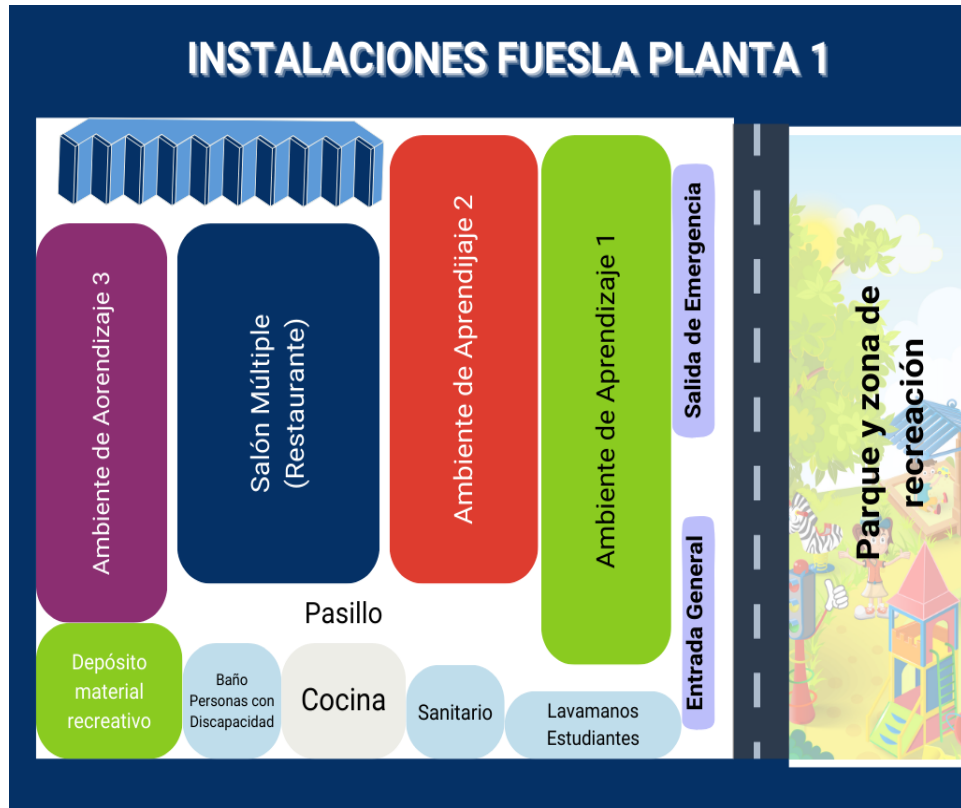 INSTALACIONES FUESLA PLANTA 1
Ambiente de Aorendizaje 3
Salón Múltiple
(Restaurante)
Ambiente de Aprendijaje 2
Ambiente de Aprendizaje 1
Salida de Emergencia
Entrada General
Parque y zona de
recreación
Pasillo
Depósito
material
recreativo
Baño
Personas con
Discapacidad
Cocina
Sanitario
Lavamanos
Estudiantes